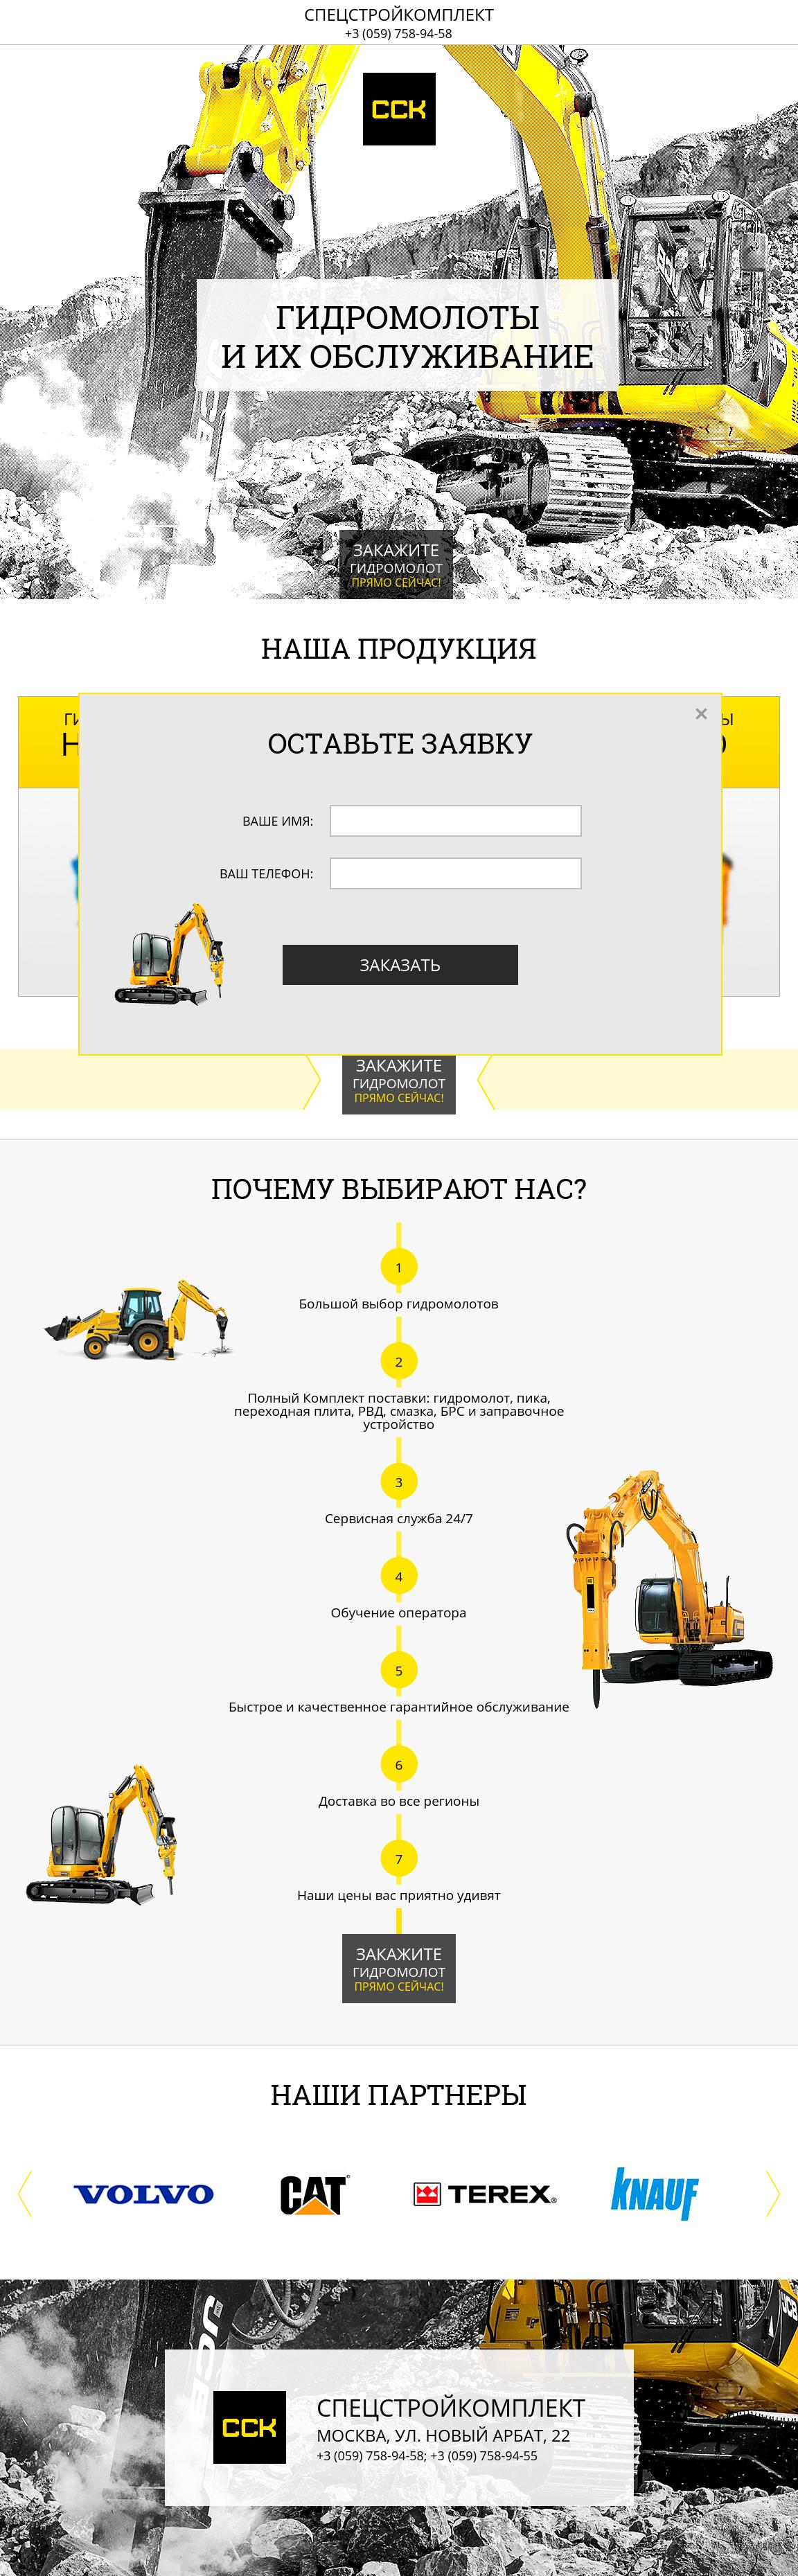 СПЕЦСТРОЙКОМПЛЕКТ
+3 (059) 758-94-58
ССК
ГИДРОМОЛОТЫ
И ИХ ОБСЛУЖИВАНИЕ
ЗАКАЖИТЕ
ГИДРОМОЛОТ
ПРЯМО СЕЙЧАС!
НАША ПРОДУКЦИЯ
ОСТАВЬТЕ ЗАЯВКУ
ВАШЕ ИМЯ:
ВАШ ТЕЛЕФОН:
ЗАКАЗАТЬ
ЗАКАЖИТЕ
ГИДРОМОЛОТ
ПРЯМО СЕЙЧАС!
ПОЧЕМУ ВЫБИРАЮТ НАС?
1
Большой выбор гидромолотов
2
Полный Комплект поставки: гидромолот, пика,
переходная плита, РВД, смазка, БРС и заправочное
устройство
3
Сервисная служба 24/7
4
Обучение оператора
5
Быстрое и качественное гарантийное обслуживание
6
Доставка во все регионы
7
Наши цены вас приятно удивят
ЗАКАЖИТЕ
ГИДРОМОЛОТ
ПРЯМО СЕЙЧАС!
НАШИ ПАРТНЕРЫ
VOLVO
CAT
TEREX®
KNAUF
JCB
JCB
ССК
СПЕЦСТРОЙКОМПЛЕКТ
МОСКВА, УЛ. НОВЫЙ АРБАТ, 22
+3 (059) 758-94-58; +3 (059) 758-94-55